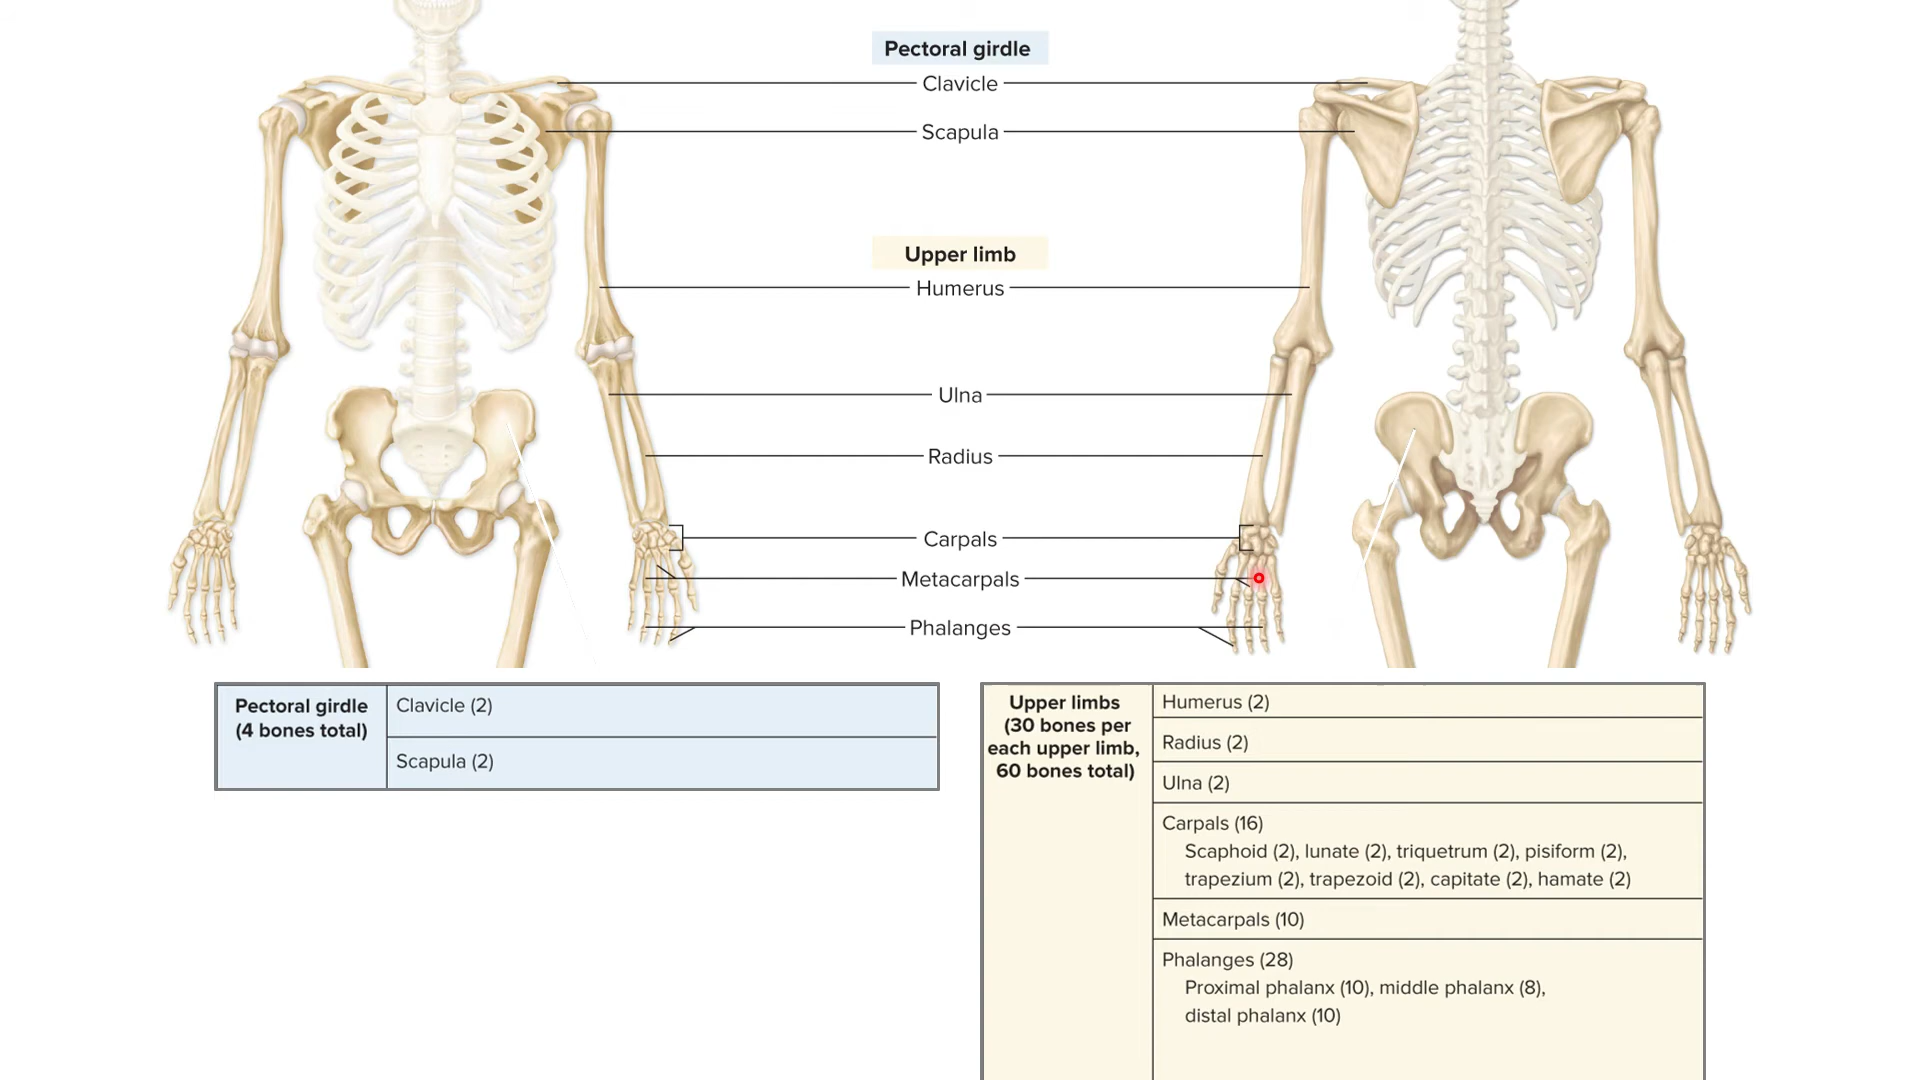 Pectoral girdle
Clavicle
Scapula
Upper limb
Humerus
Ulna
Radius
Carpals
Metacarpals
Phalanges
Pectoral girdle
(4 bones total)
Clavicle (2)
Scapula (2)
Upper limbs
(30 bones per
each upper limb,
60 bones total)
Humerus (2)
Radius (2)
Ulna (2)
Carpals (16)
Scaphoid (2), lunate (2), triquetrum (2), pisiform (2),
trapezium (2), trapezoid (2), capitate (2), hamate (2)
Metacarpals (10)
Phalanges (28)
Proximal phalanx (10), middle phalanx (8),
distal phalanx (10)